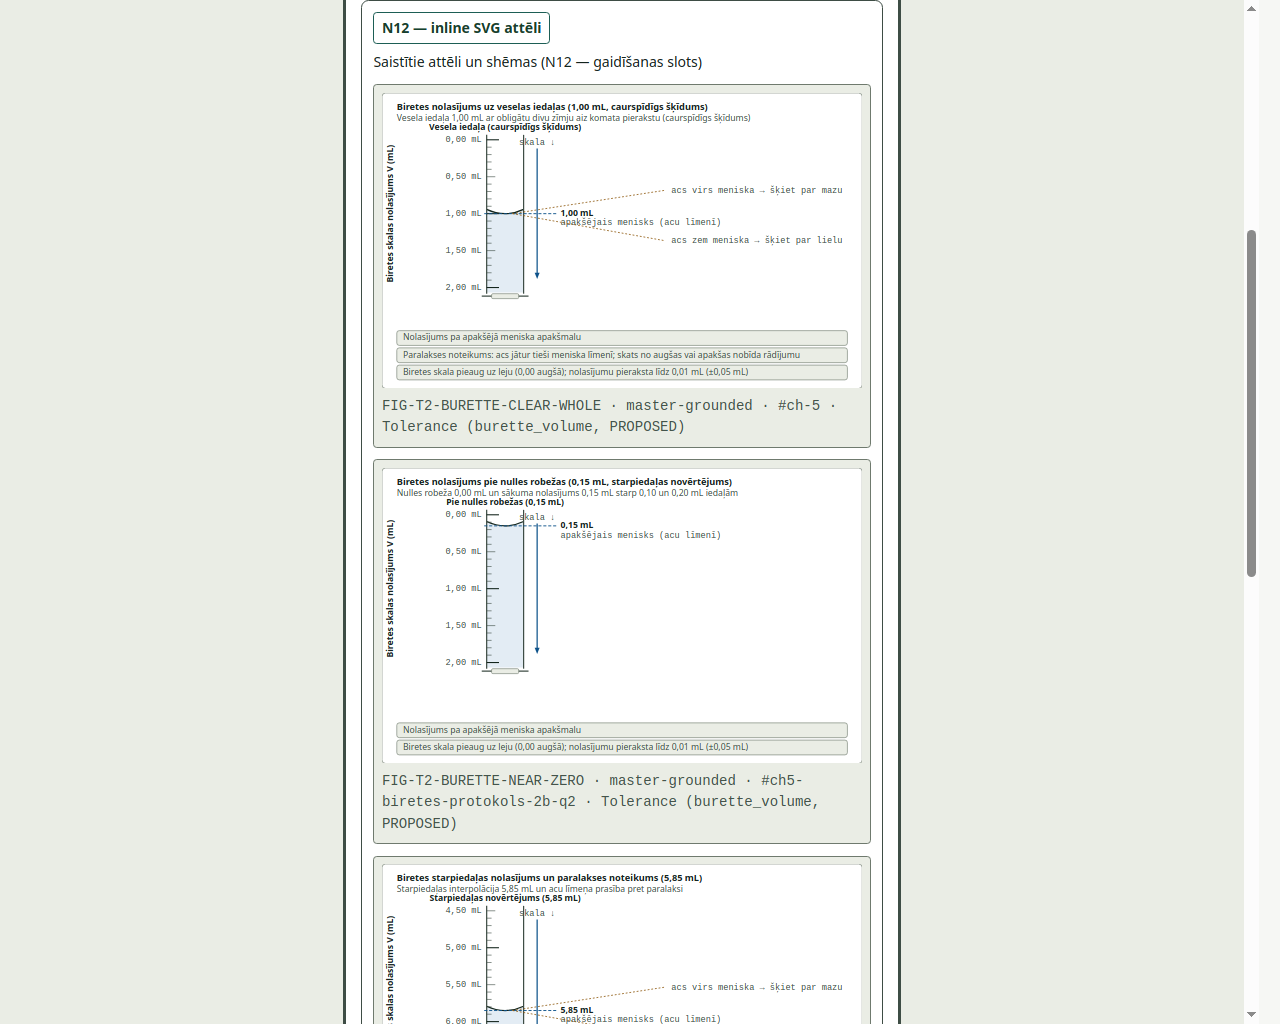 N12 — inline SVG attēli
Saistītie attēli un shēmas (N12 — gaidīšanas slots)
Biretes nolasījums uz veselas iedaļas (1,00 mL, caurspīdīgs šķīdums)
Vesela iedaļa 1,00 mL ar obligātu divu zīmju aiz komata pierakstu (caurspīdīgs šķīdums)
Vesela iedaļa (caurspīdīgs šķīdums)
Biretes skalas nolasījums V (mL)
0,00 mL
skala ↓
0,50 mL
acs virs meniska → šķiet par mazu
1,00 mL
1,00 mL
apakšējais menisks (acu līmenī)
acs zem meniska → šķiet par lielu
1,50 mL
2,00 mL
Nolasījums pa apakšējā meniska apakšmalu
Paralakses noteikums: acs jātur tieši meniska līmenī; skats no augšas vai apakšas nobīda rādījumu
Biretes skala pieaug uz leju (0,00 augšā); nolasījumu pieraksta līdz 0,01 mL (±0,05 mL)
FIG-T2-BURETTE-CLEAR-WHOLE · master-grounded · #ch-5 ·
Tolerance (burette_volume, PROPOSED)
Biretes nolasījums pie nulles robežas (0,15 mL, starpiedaļas novērtējums)
Nulles robeža 0,00 mL un sākuma nolasījums 0,15 mL starp 0,10 un 0,20 mL iedaļām
Pie nulles robežas (0,15 mL)
Biretes skalas nolasījums V (mL)
0,00 mL
skala ↓
0,15 mL
apakšējais menisks (acu līmenī)
0,50 mL
1,00 mL
1,50 mL
2,00 mL
Nolasījums pa apakšējā meniska apakšmalu
Biretes skala pieaug uz leju (0,00 augšā); nolasījumu pieraksta līdz 0,01 mL (±0,05 mL)
FIG-T2-BURETTE-NEAR-ZERO · master-grounded · #ch5-
biretes-protokols-2b-q2 · Tolerance (burette_volume,
PROPOSED)
Biretes starpiedaļas nolasījums un paralakses noteikums (5,85 mL)
Starpiedaļas interpolācija 5,85 mL un acu līmeņa prasība pret paralaksi
Starpiedaļas novērtējums (5,85 mL)
skalas nolasījums V (mL)
4,50 mL
skala ↓
5,00 mL
5,50 mL
acs virs meniska → šķiet par mazu
5,85 mL
apakšējais menisks (acu līmenī)
6,00 mL